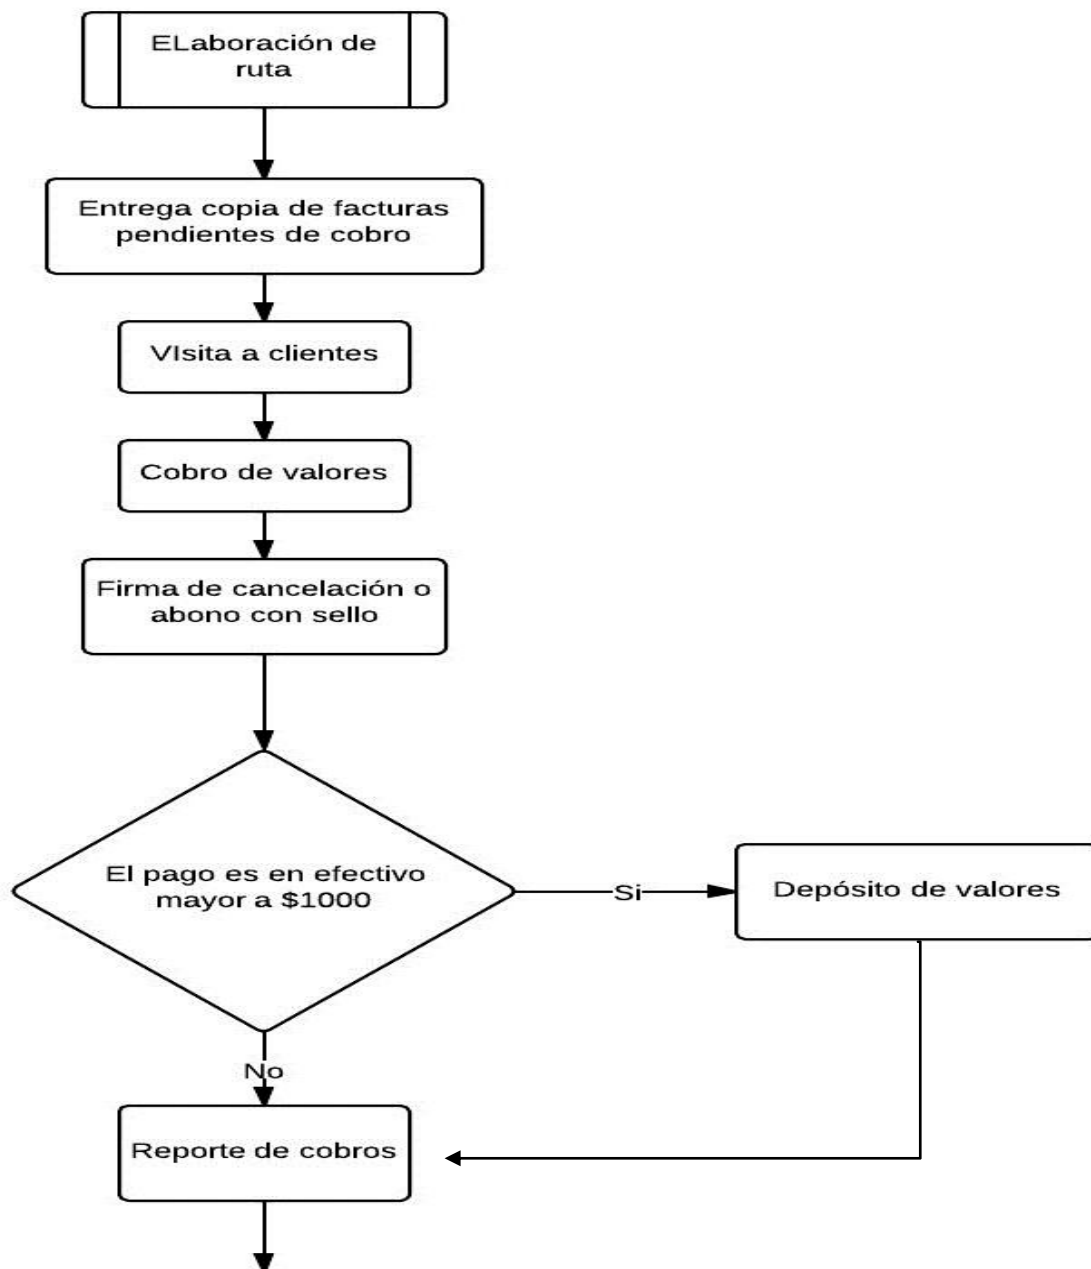 ELaboración de
ruta
Entrega copia de facturas
pendientes de cobro
VIsita a clientes
Cobro de valores
Firma de cancelación o
abono con sello
El pago es en efectivo
mayor a $1000
Si
Depósito de valores
No
Reporte de cobros